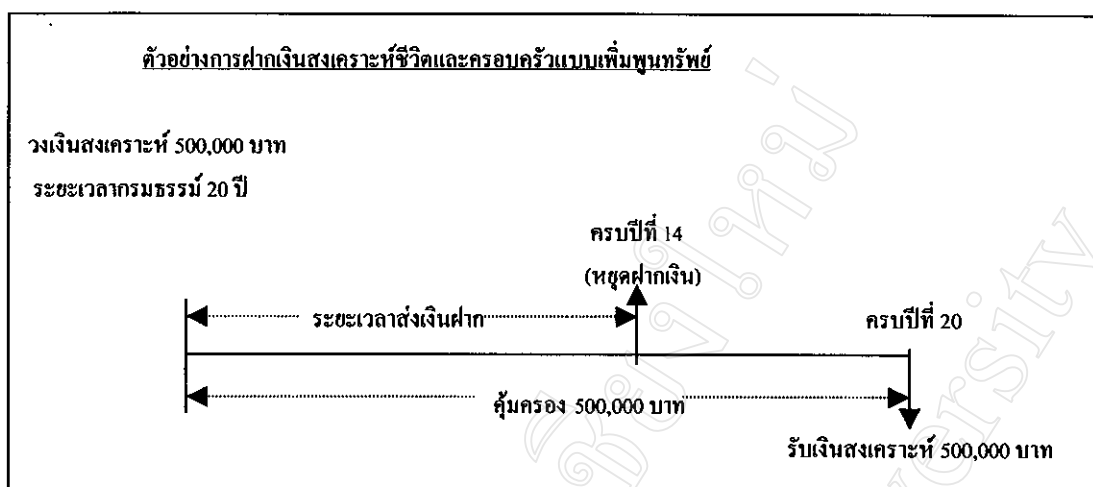 ตัวอย่างการฝากเงินสงเคราะห์ชีวิตและครอบครัวแบบเพิ่มพูนทรัพย์
วงเงินสงเคราะห์ 500,000 บาท
ระยะเวลากรมธรรม์ 20 ปี
ครบปีที่ 14
(หยุดฝากเงิน)
ระยะเวลาส่งเงินฝาก
ครบปีที่ 20
คุ้มครอง 500,000 บาท
รับเงินสงเคราะห์ 500,000 บาท